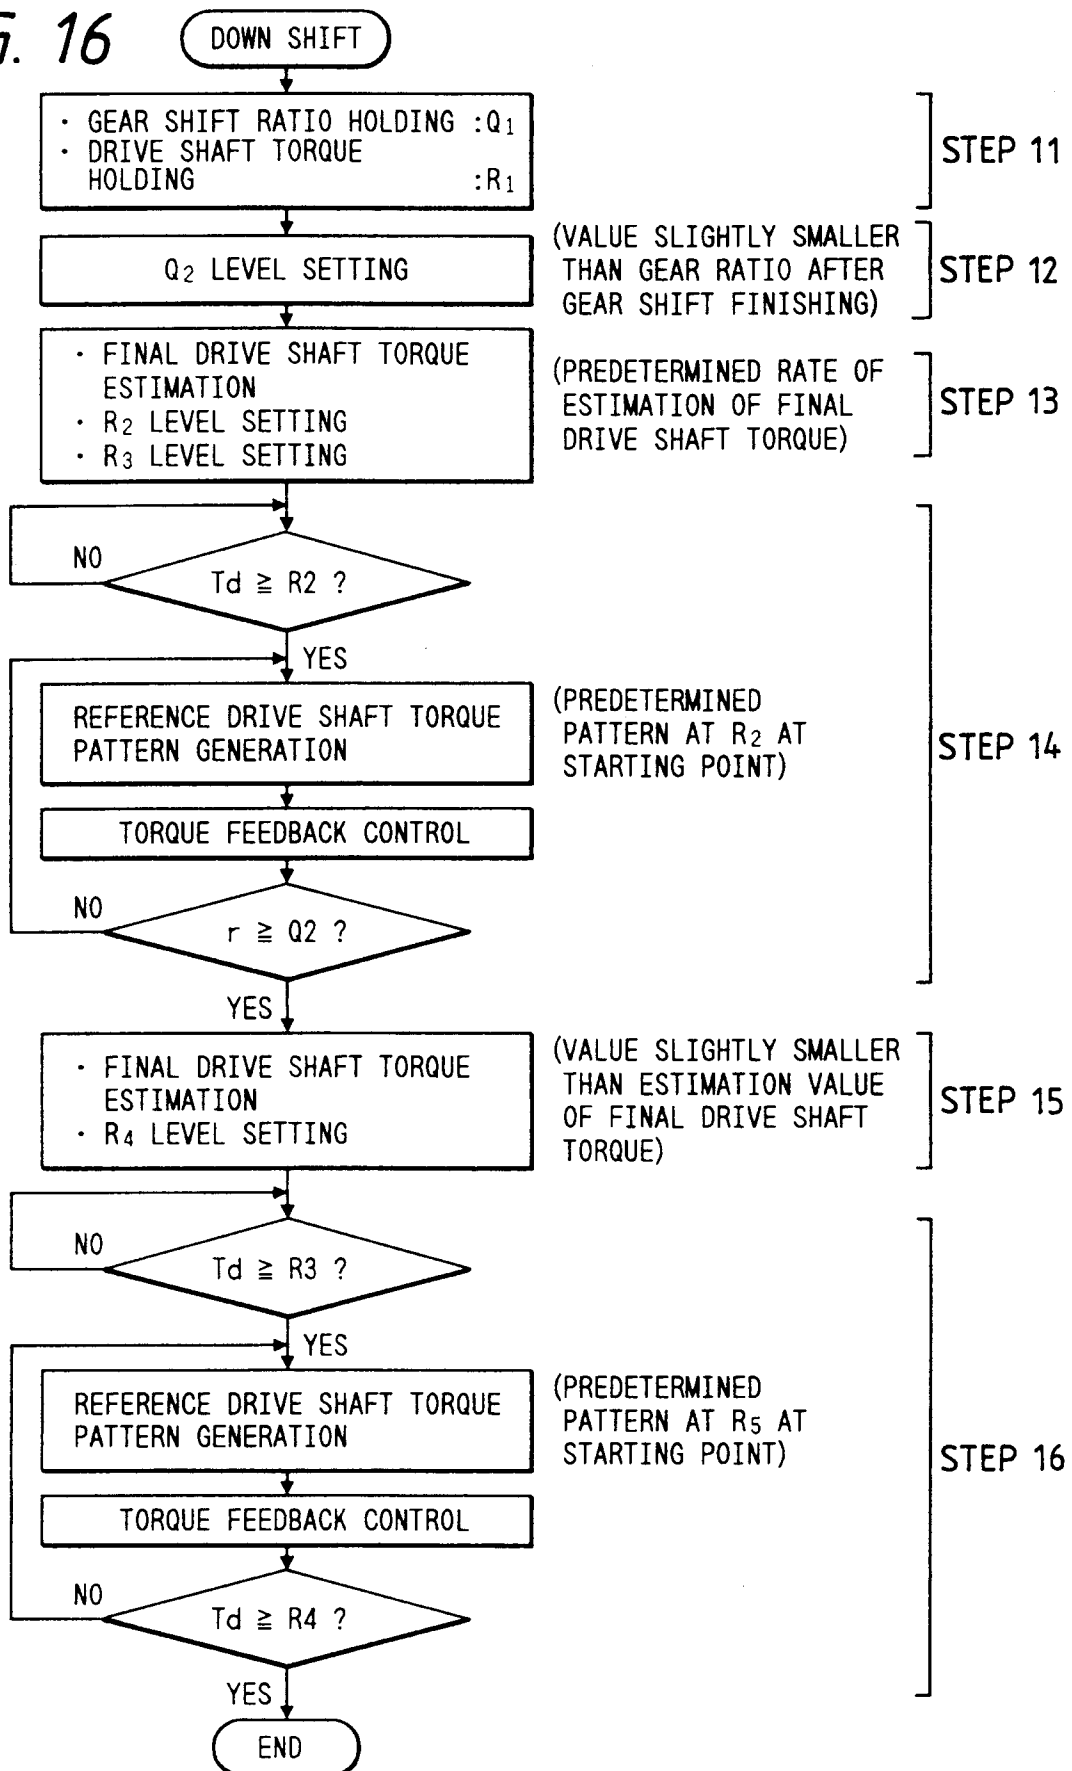 G. 16
DOWN SHIFT
· GEAR SHIFT RATIO HOLDING :Q1
· DRIVE SHAFT TORQUE
HOLDING :R1
STEP 11
Q2 LEVEL SETTING
(VALUE SLIGHTLY SMALLER
THAN GEAR RATIO AFTER
GEAR SHIFT FINISHING)
STEP 12
· FINAL DRIVE SHAFT TORQUE
ESTIMATION
· R2 LEVEL SETTING
· R3 LEVEL SETTING
(PREDETERMINED RATE OF
ESTIMATION OF FINAL
DRIVE SHAFT TORQUE)
STEP 13
NO
Td ≧ R2 ?
YES
REFERENCE DRIVE SHAFT TORQUE
PATTERN GENERATION
(PREDETERMINED
PATTERN AT R2 AT
STARTING POINT)
STEP 14
TORQUE FEEDBACK CONTROL
NO
r ≧ Q2 ?
YES
· FINAL DRIVE SHAFT TORQUE
ESTIMATION
· R4 LEVEL SETTING
(VALUE SLIGHTLY SMALLER
THAN ESTIMATION VALUE
OF FINAL DRIVE SHAFT
TORQUE)
STEP 15
NO
Td ≧ R3 ?
YES
REFERENCE DRIVE SHAFT TORQUE
PATTERN GENERATION
(PREDETERMINED
PATTERN AT R5 AT
STARTING POINT)
STEP 16
TORQUE FEEDBACK CONTROL
NO
Td ≧ R4 ?
YES
END